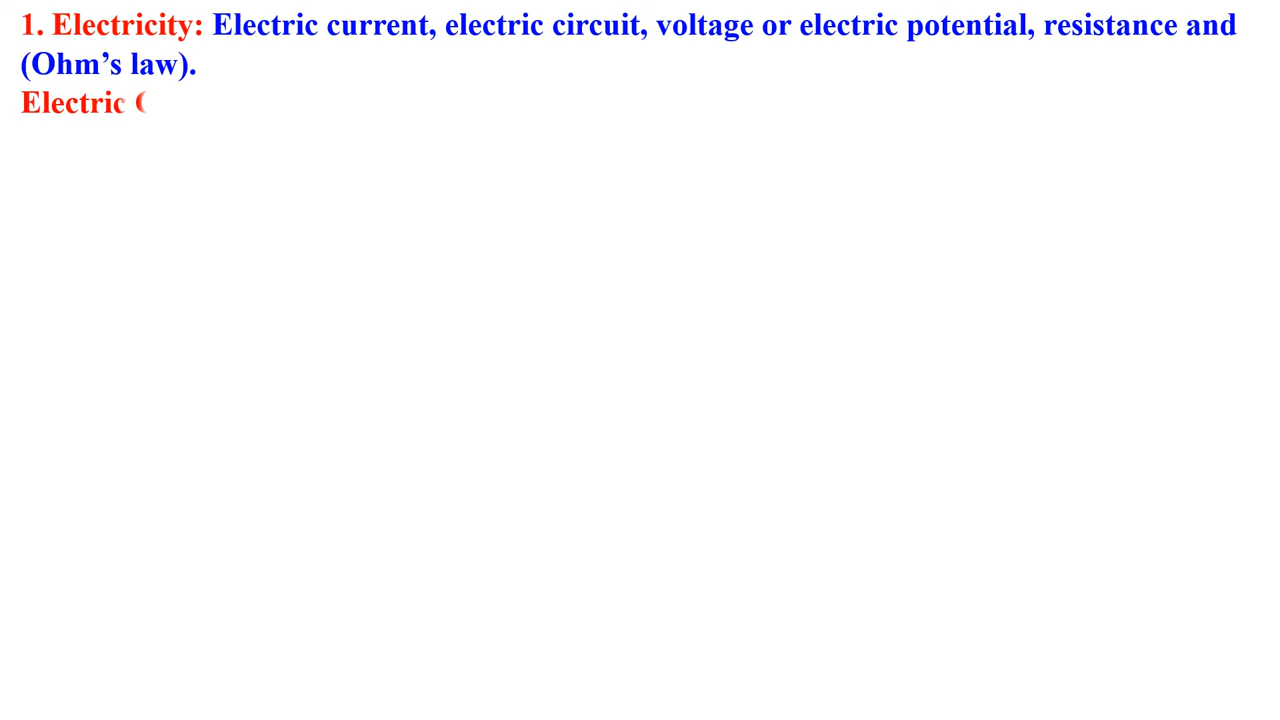 1. Electricity: Electric current, electric circuit, voltage or electric potential, resistance and
(Ohm’s law).
Electric